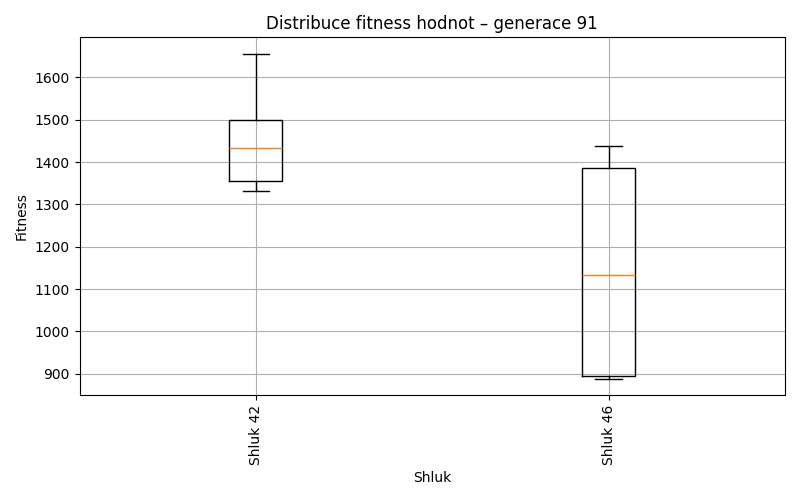 Distribuce fitness hodnot – generace 91
Fitness
1600
1500
1400
1300
1200
1100
1000
900
Shluk 42
Shluk 46
Shluk